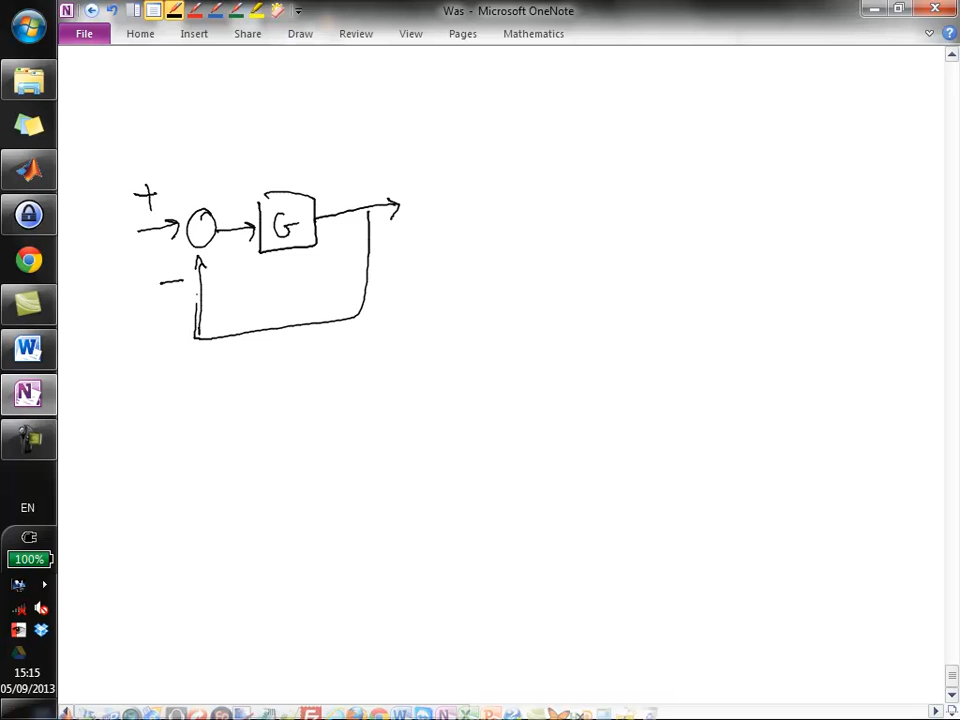 Was - Microsoft OneNote
File Home Insert Share Draw Review View Pages Mathematics
+
G
−
EN
100%
15:15
05/09/2013